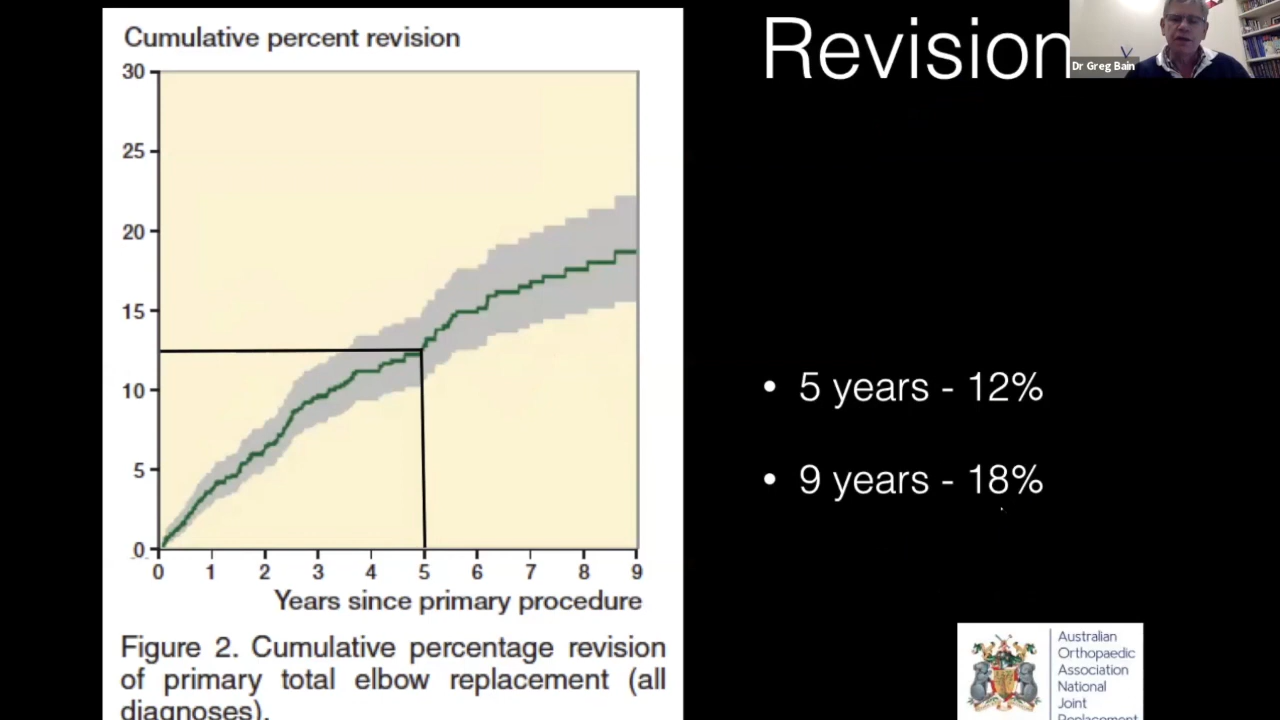 Cumulative percent revision
30
25
20
15
10
5
0
0 1 2 3 4 5 6 7 8 9
Years since primary procedure
Figure 2. Cumulative percentage revision
of primary total elbow replacement (all
diagnoses).
Revision
Dr Greg Bain
• 5 years - 12%
• 9 years - 18%
Australian
Orthopaedic
Association
National
Joint
Replacement